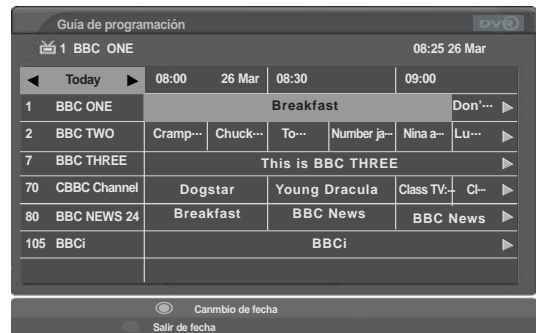 Guía de programación DVR
1 BBC ONE 08:25 26 Mar
Today 08:00 26 Mar 08:30 09:00
1 BBC ONE Breakfast Don'···
2 BBC TWO Cramp··· Chuck··· To··· Number ja··· Nina a··· Lu···
7 BBC THREE This is BBC THREE
70 CBBC Channel Dogstar Young Dracula Class TV:··· Cl···
80 BBC NEWS 24 Breakfast BBC News BBC News
105 BBCi BBCi
Canmbio de fecha
Salir de fecha